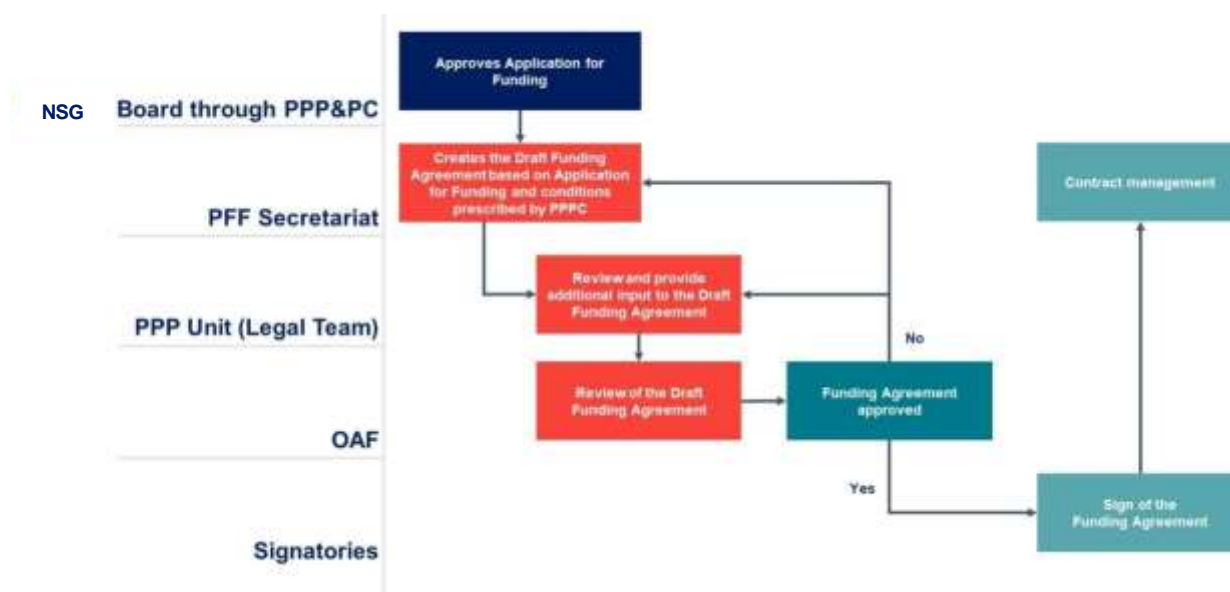 Approves Application for
Funding
NSG Board through PPP&PC
Creates the Draft Funding
Agreement based on Application
for Funding and conditions
prescribed by PPPC
Contract management
PFF Secretariat
Review and provide
additional input to the Draft
Funding Agreement
PPP Unit (Legal Team)
No
Review of the Draft
Funding Agreement
Funding Agreement
approved
OAF
Yes
Sign of the
Funding Agreement
Signatories